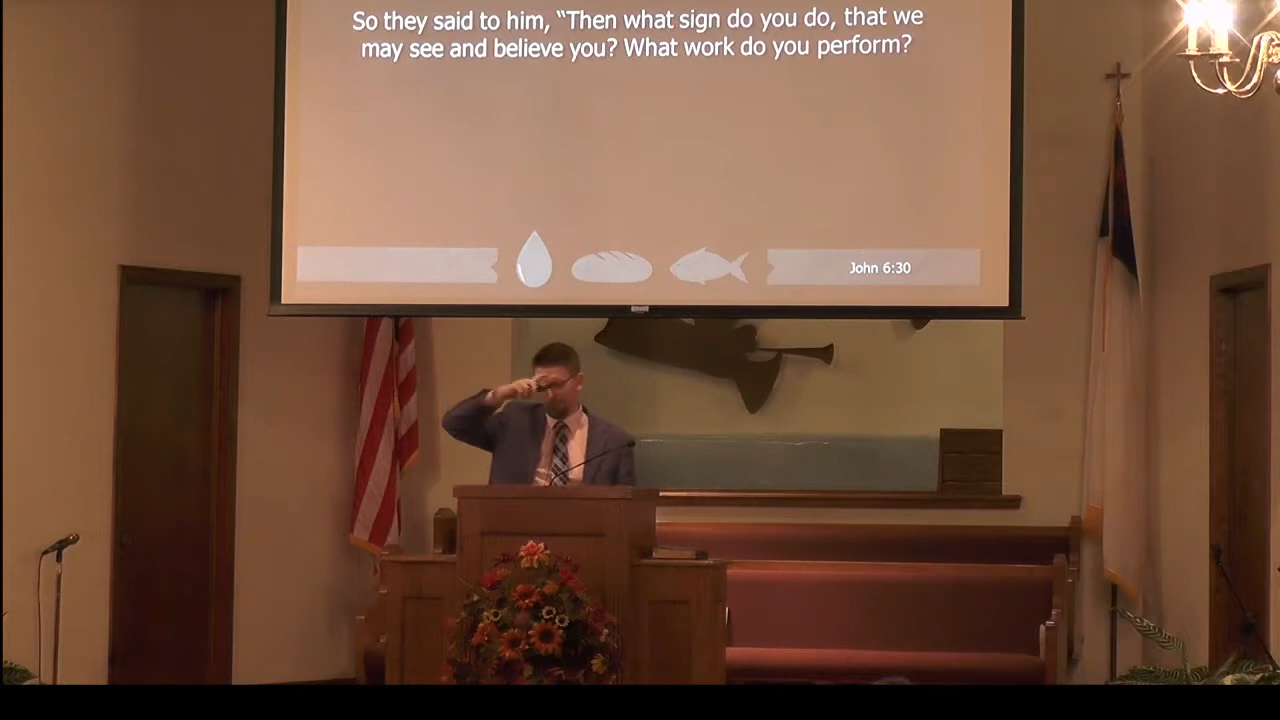 So they said to him, “Then what sign do you do, that we
may see and believe you? What work do you perform?
John 6:30